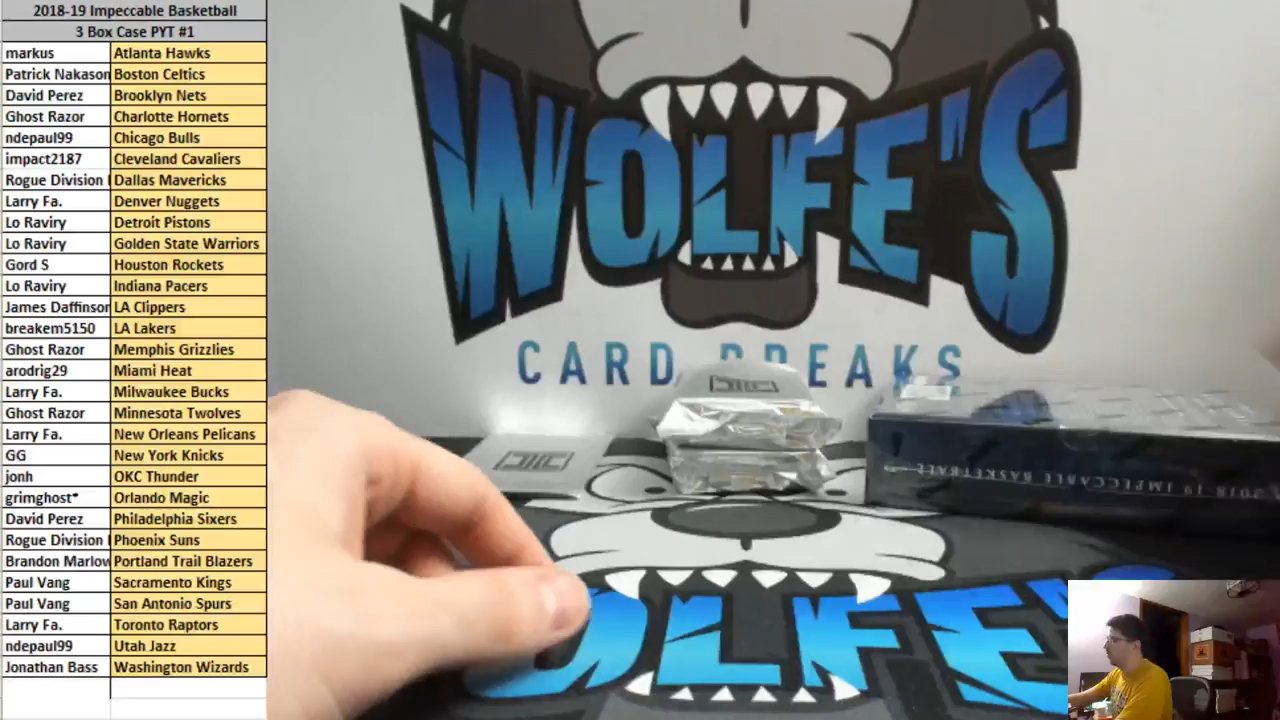 2018-19 Impeccable Basketball
3 Box Case PYT #1
markus Atlanta Hawks
Patrick Nakason Boston Celtics
David Perez Brooklyn Nets
Ghost Razor Charlotte Hornets
ndepaul99 Chicago Bulls
impact2187 Cleveland Cavaliers
Rogue Division Dallas Mavericks
Larry Fa. Denver Nuggets
Lo Raviry Detroit Pistons
Lo Raviry Golden State Warriors
Gord S Houston Rockets
Lo Raviry Indiana Pacers
James Daffinson LA Clippers
breakem5150 LA Lakers
Ghost Razor Memphis Grizzlies
arodrig29 Miami Heat
Larry Fa. Milwaukee Bucks
Ghost Razor Minnesota Twolves
Larry Fa. New Orleans Pelicans
GG New York Knicks
jonh OKC Thunder
grimghost* Orlando Magic
David Perez Philadelphia Sixers
Rogue Division Phoenix Suns
Brandon Marlow Portland Trail Blazers
Paul Vang Sacramento Kings
Paul Vang San Antonio Spurs
Larry Fa. Toronto Raptors
ndepaul99 Utah Jazz
Jonathan Bass Washington Wizards
WOLFE'S
CARD BREAKS
2018-19 IMPECCABLE BASKETBALL
WOLFE'